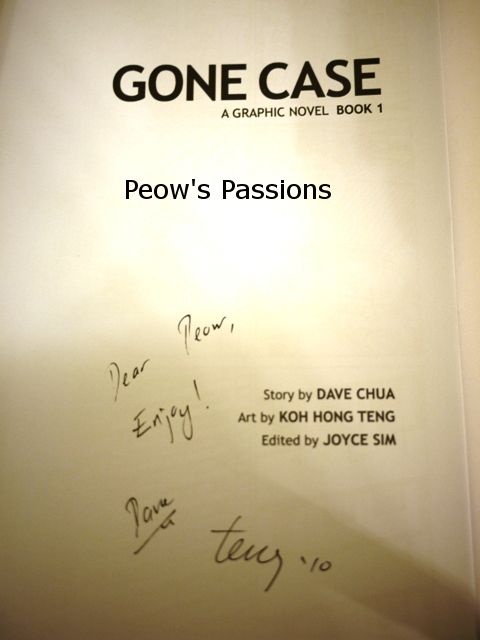 GONE CASE
A GRAPHIC NOVEL BOOK 1
Peow's Passions
Dear Peow,
Enjoy!
Story by DAVE CHUA
Art by KOH HONG TENG
Edited by JOYCE SIM
Dave
teng '10